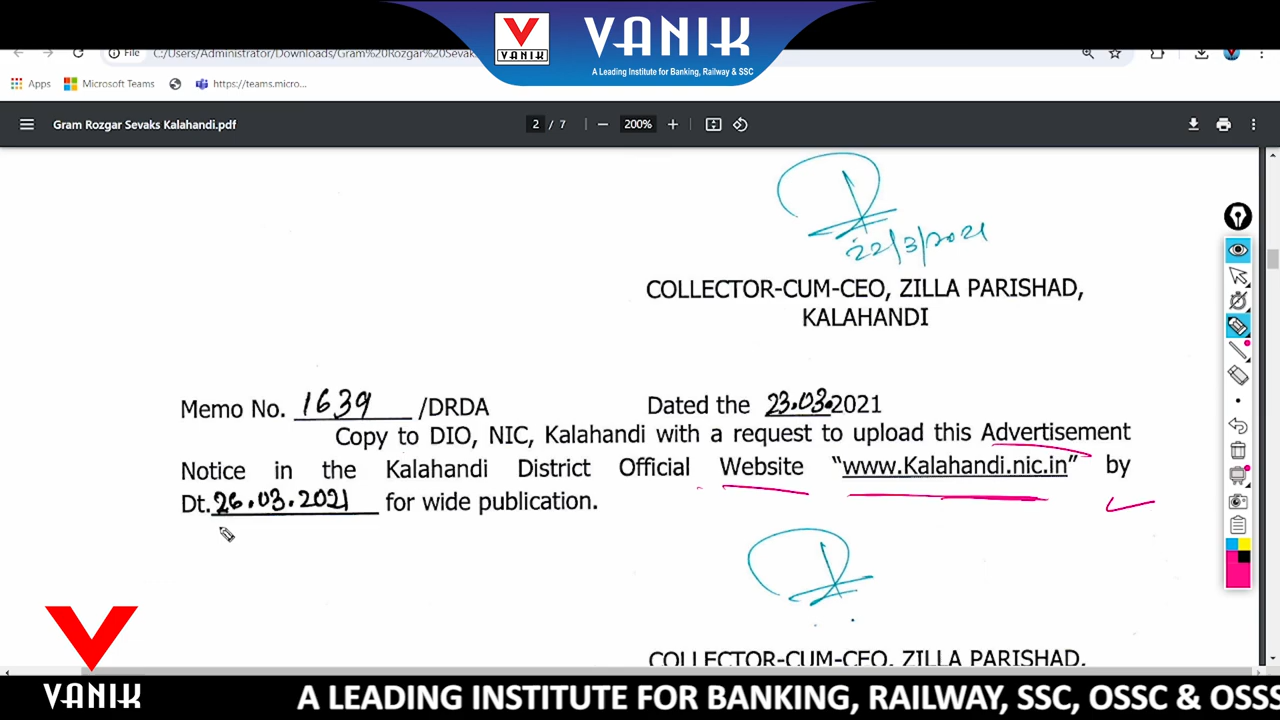 VANIK
VANIK
A Leading Institute for Banking, Railway & SSC
File C:/Users/Administrator/Downloads/Gram%20Rozgar%20Sevaks
Apps Microsoft Teams https://teams.micro...
Gram Rozgar Sevaks Kalahandi.pdf 2 / 7 200%
22/3/2021
COLLECTOR-CUM-CEO, ZILLA PARISHAD,
KALAHANDI
Memo No. 1639 /DRDA Dated the 23.03.2021
Copy to DIO, NIC, Kalahandi with a request to upload this Advertisement
Notice in the Kalahandi District Official Website “www.Kalahandi.nic.in” by
Dt. 26.03.2021 for wide publication.
COLLECTOR-CUM-CEO, ZILLA PARISHAD,
VANIK
A LEADING INSTITUTE FOR BANKING, RAILWAY, SSC, OSSC & OSSS